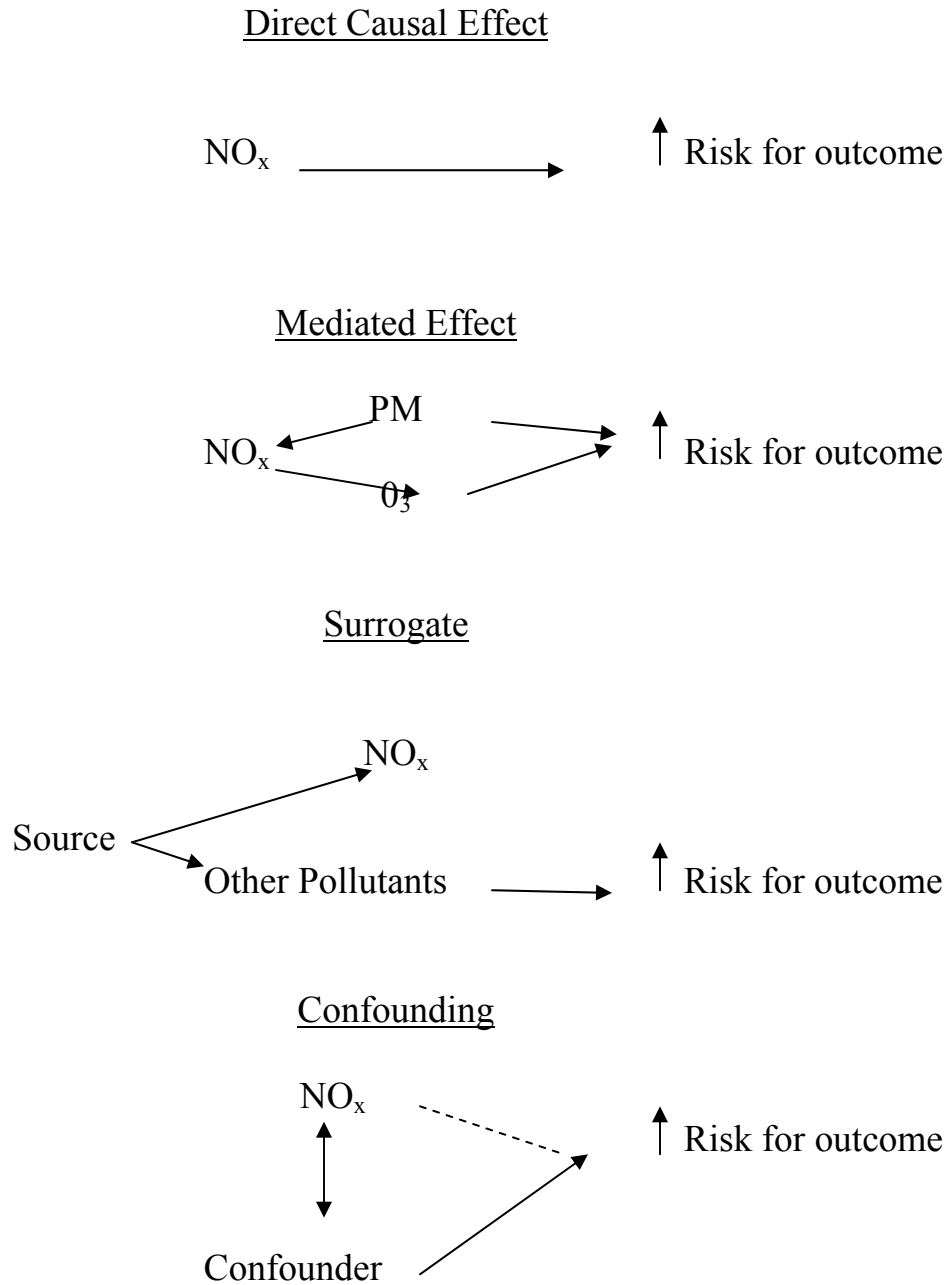 Direct Causal Effect
NOₓ Risk for outcome
Mediated Effect
PM
NOₓ Risk for outcome
0₃
Surrogate
NOₓ
Source
Other Pollutants Risk for outcome
Confounding
NOₓ
Risk for outcome
Confounder